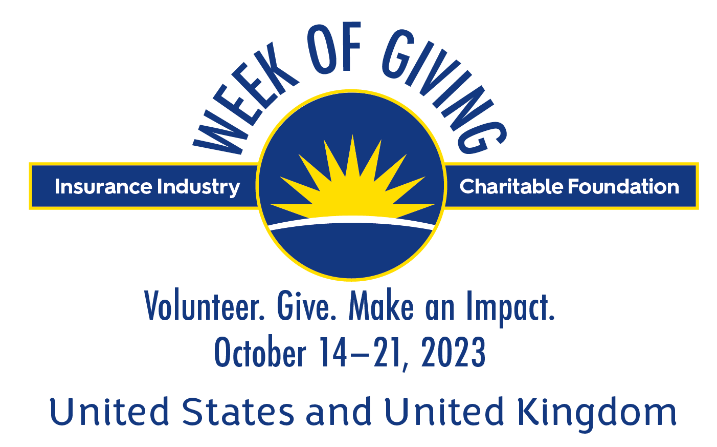 WEEK OF GIVING
Insurance Industry Charitable Foundation
Volunteer. Give. Make an Impact.
October 14–21, 2023
United States and United Kingdom